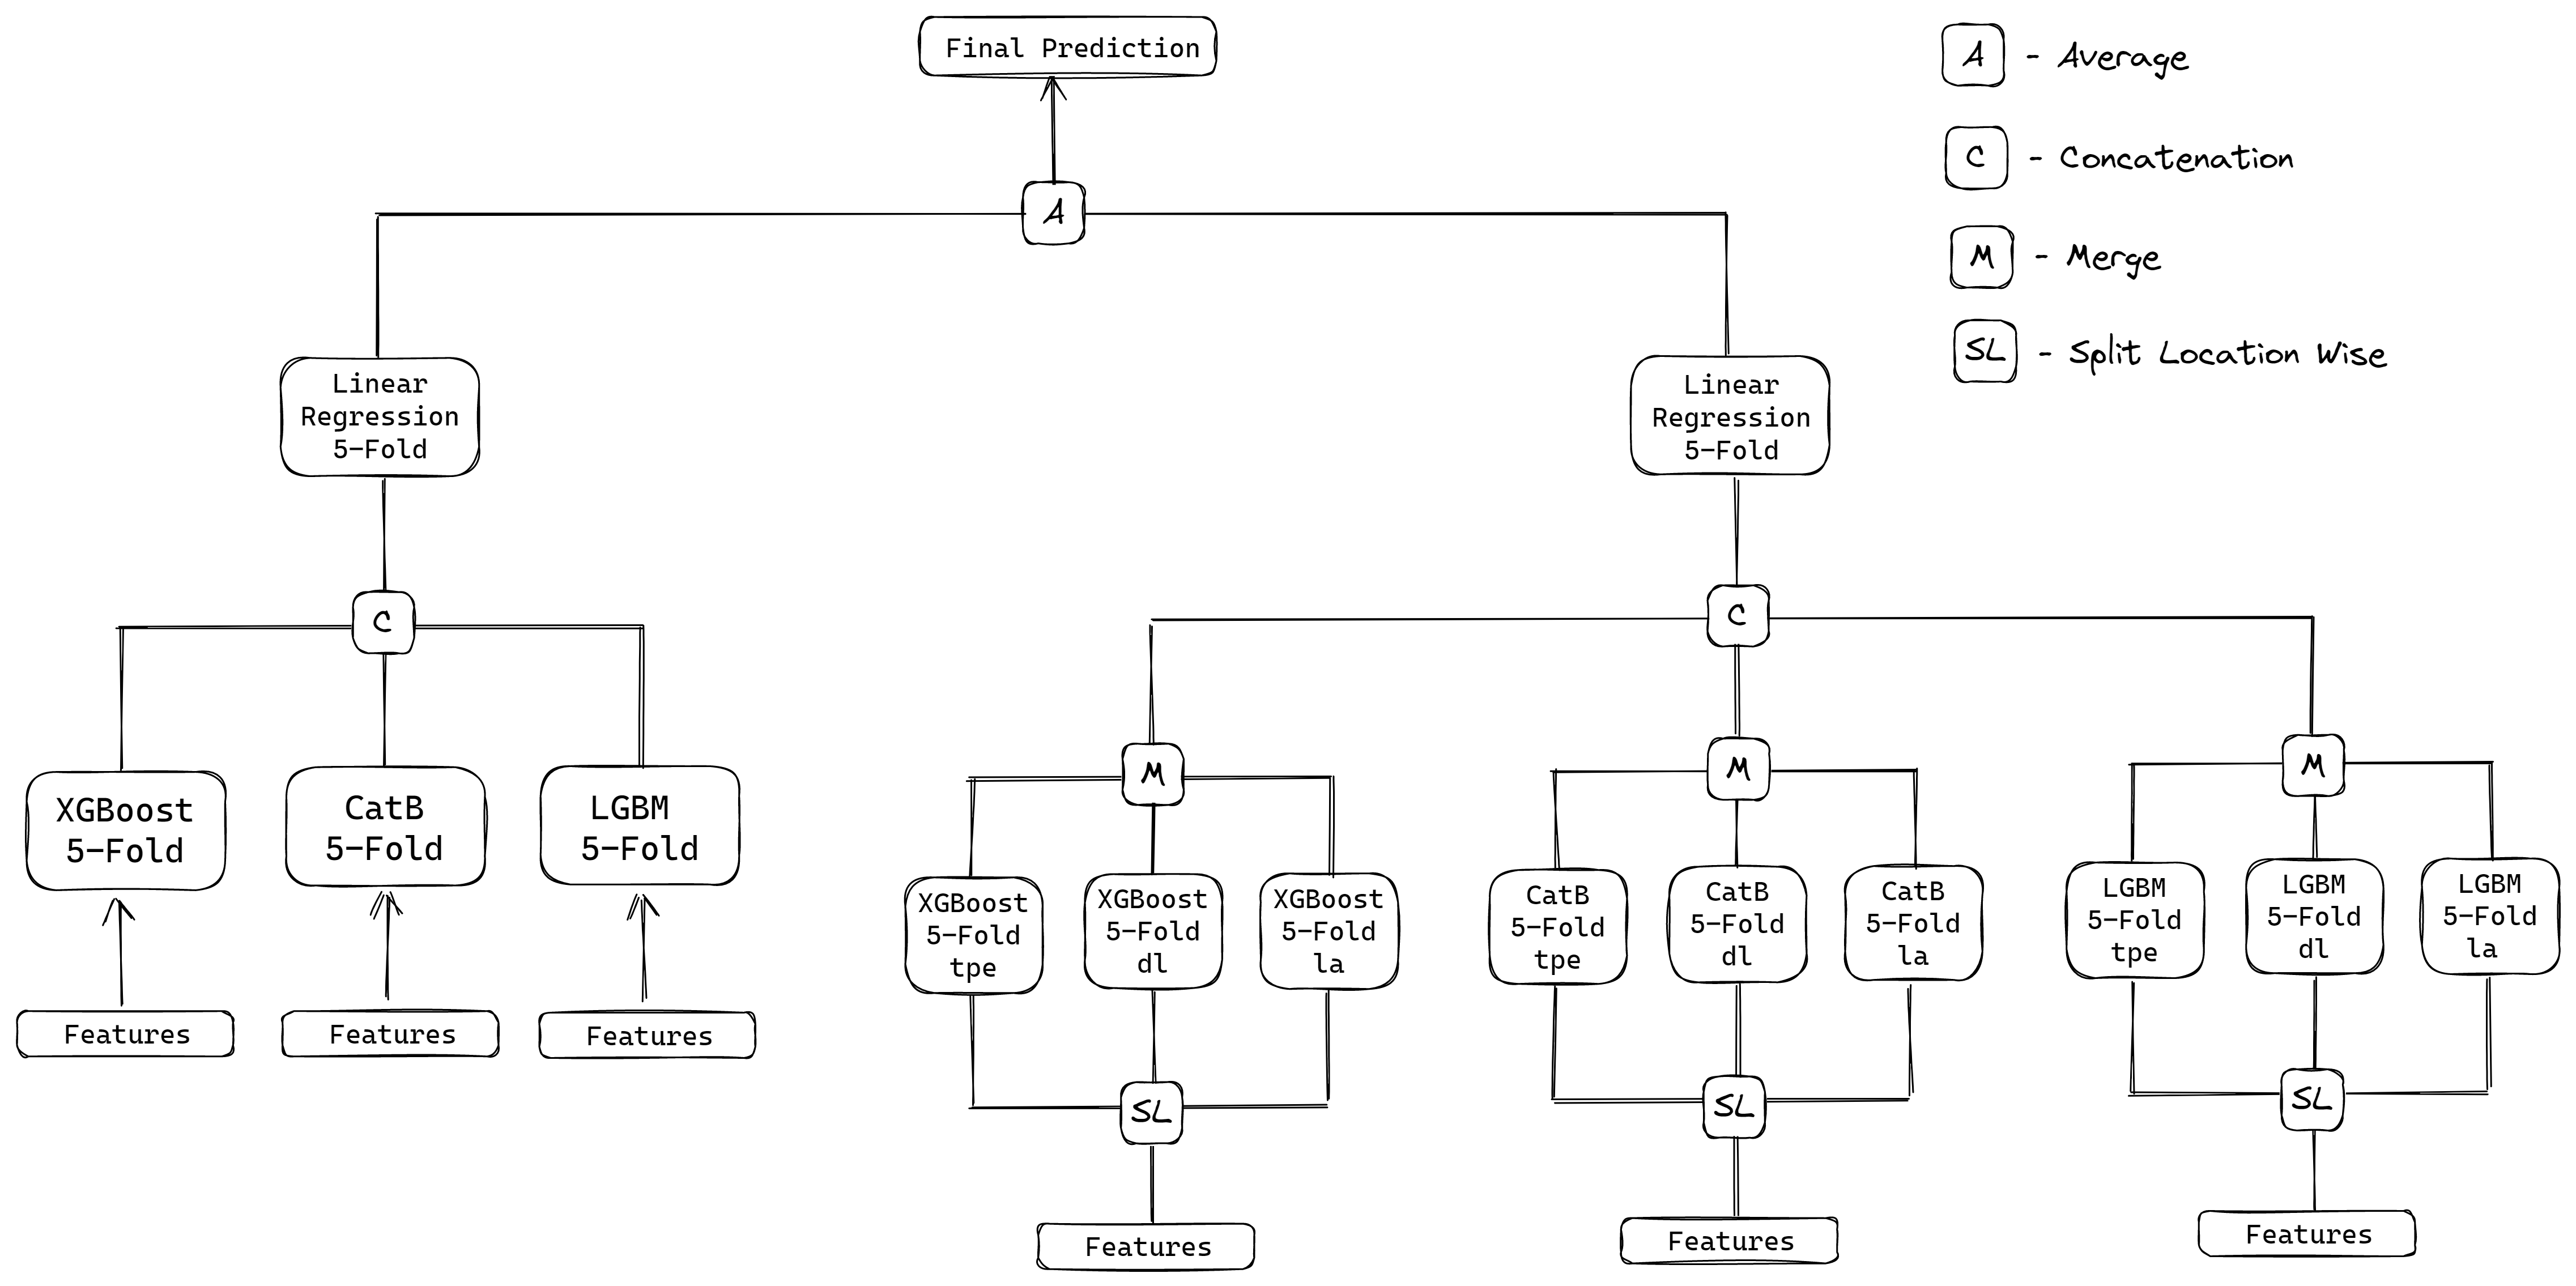 Final Prediction
A - Average
C - Concatenation
M - Merge
SL - Split Location Wise
A
Linear
Regression
5-Fold
Linear
Regression
5-Fold
C
C
M
M
M
XGBoost
5-Fold
CatB
5-Fold
LGBM
5-Fold
XGBoost
5-Fold
tpe
XGBoost
5-Fold
dl
XGBoost
5-Fold
la
CatB
5-Fold
tpe
CatB
5-Fold
dl
CatB
5-Fold
la
LGBM
5-Fold
tpe
LGBM
5-Fold
dl
LGBM
5-Fold
la
Features
Features
Features
SL
SL
SL
Features
Features
Features